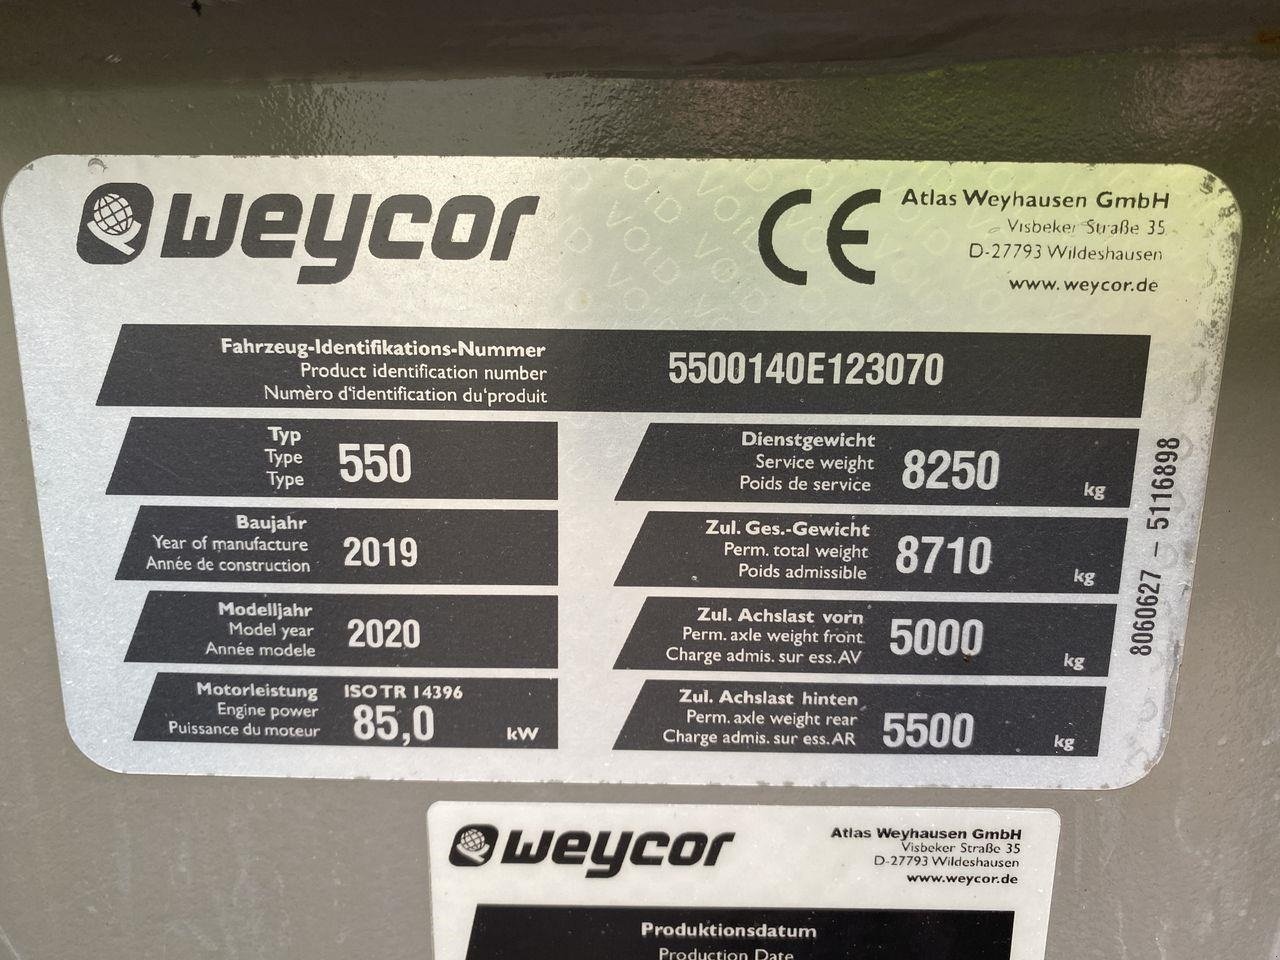 weycor
CE
Atlas Weyhausen GmbH
Visbeker Straße 35
D-27793 Wildeshausen
www.weycor.de
Fahrzeug-Identifikations-Nummer
Product identification number
Numèro d'identification du'produit
5500140E123070
Typ
Type
Type
550
Baujahr
Year of manufacture
Année de construction
2019
Modelljahr
Model year
Année modele
2020
Motorleistung
Engine power
Puissance du moteur
ISO TR 14396
85,0
kW
Dienstgewicht
Service weight
Poids de service
8250
kg
Zul. Ges.-Gewicht
Perm. total weight
Poids admissible
8710
kg
Zul. Achslast vorn
Perm. axle weight front
Charge admis. sur ess. AV
5000
kg
Zul. Achslast hinten
Perm. axle weight rear
Charge admis. sur ess. AR
5500
kg
8060627 – 5116898
weycor
Atlas Weyhausen GmbH
Visbeker Straße 35
D-27793 Wildeshausen
www.weycor.de
Produktionsdatum
Production Date